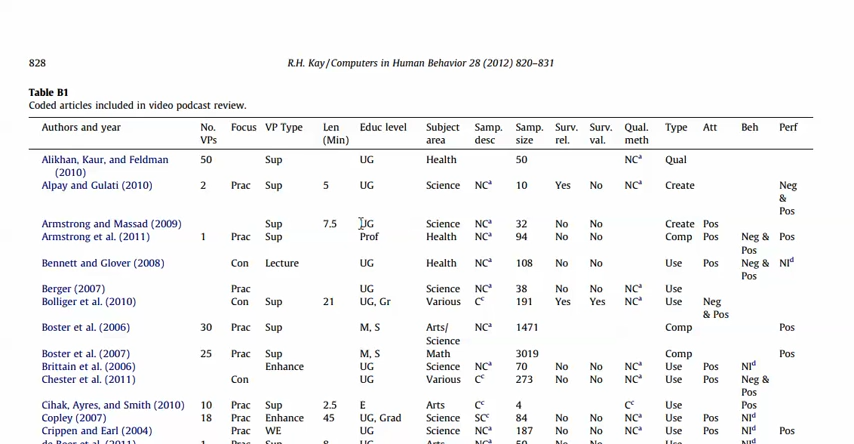 828 R.H. Kay / Computers in Human Behavior 28 (2012) 820–831
Table B1
Coded articles included in video podcast review.
Authors and year No. Focus VP Type Len Educ level Subject Samp. Samp. Surv. Surv. Qual. Type Att Beh Perf
VPs (Min) area desc size rel. val. meth
Alikhan, Kaur, and Feldman 50 Sup UG Health 50 NCa Qual
(2010)
Alpay and Gulati (2010) 2 Prac Sup 5 UG Science NCa 10 Yes No NCa Create Neg
&
Pos
Armstrong and Massad (2009) Sup 7.5 UG Science NCa 32 No No Create Pos
Armstrong et al. (2011) 1 Prac Sup Prof Health NCa 94 No No Comp Pos Neg & Pos
Pos
Bennett and Glover (2008) Con Lecture UG Health NCa 108 No No Use Pos Neg & NId
Pos
Berger (2007) Prac UG Science NCa 38 No No NCa Use
Bolliger et al. (2010) Con Sup 21 UG, Gr Various Cc 191 Yes Yes NCa Use Neg
& Pos
Boster et al. (2006) 30 Prac Sup M, S Arts/ NCa 1471 Comp Pos
Science
Boster et al. (2007) 25 Prac Sup M, S Math 3019 Comp Pos
Brittain et al. (2006) Enhance UG Science NCa 70 No No NCa Use Pos NId
Chester et al. (2011) Con UG Various Cc 273 No No NCa Use Pos Neg &
Pos
Cihak, Ayres, and Smith (2010) 10 Prac Sup 2.5 E Arts Cc 4 Cc Use Pos
Copley (2007) 18 Prac Enhance 45 UG, Grad Science SCc 84 No No NCa Use Pos NId
Crippen and Earl (2004) Prac WE UG Science NCa 187 No No NCa Use Pos NId Pos